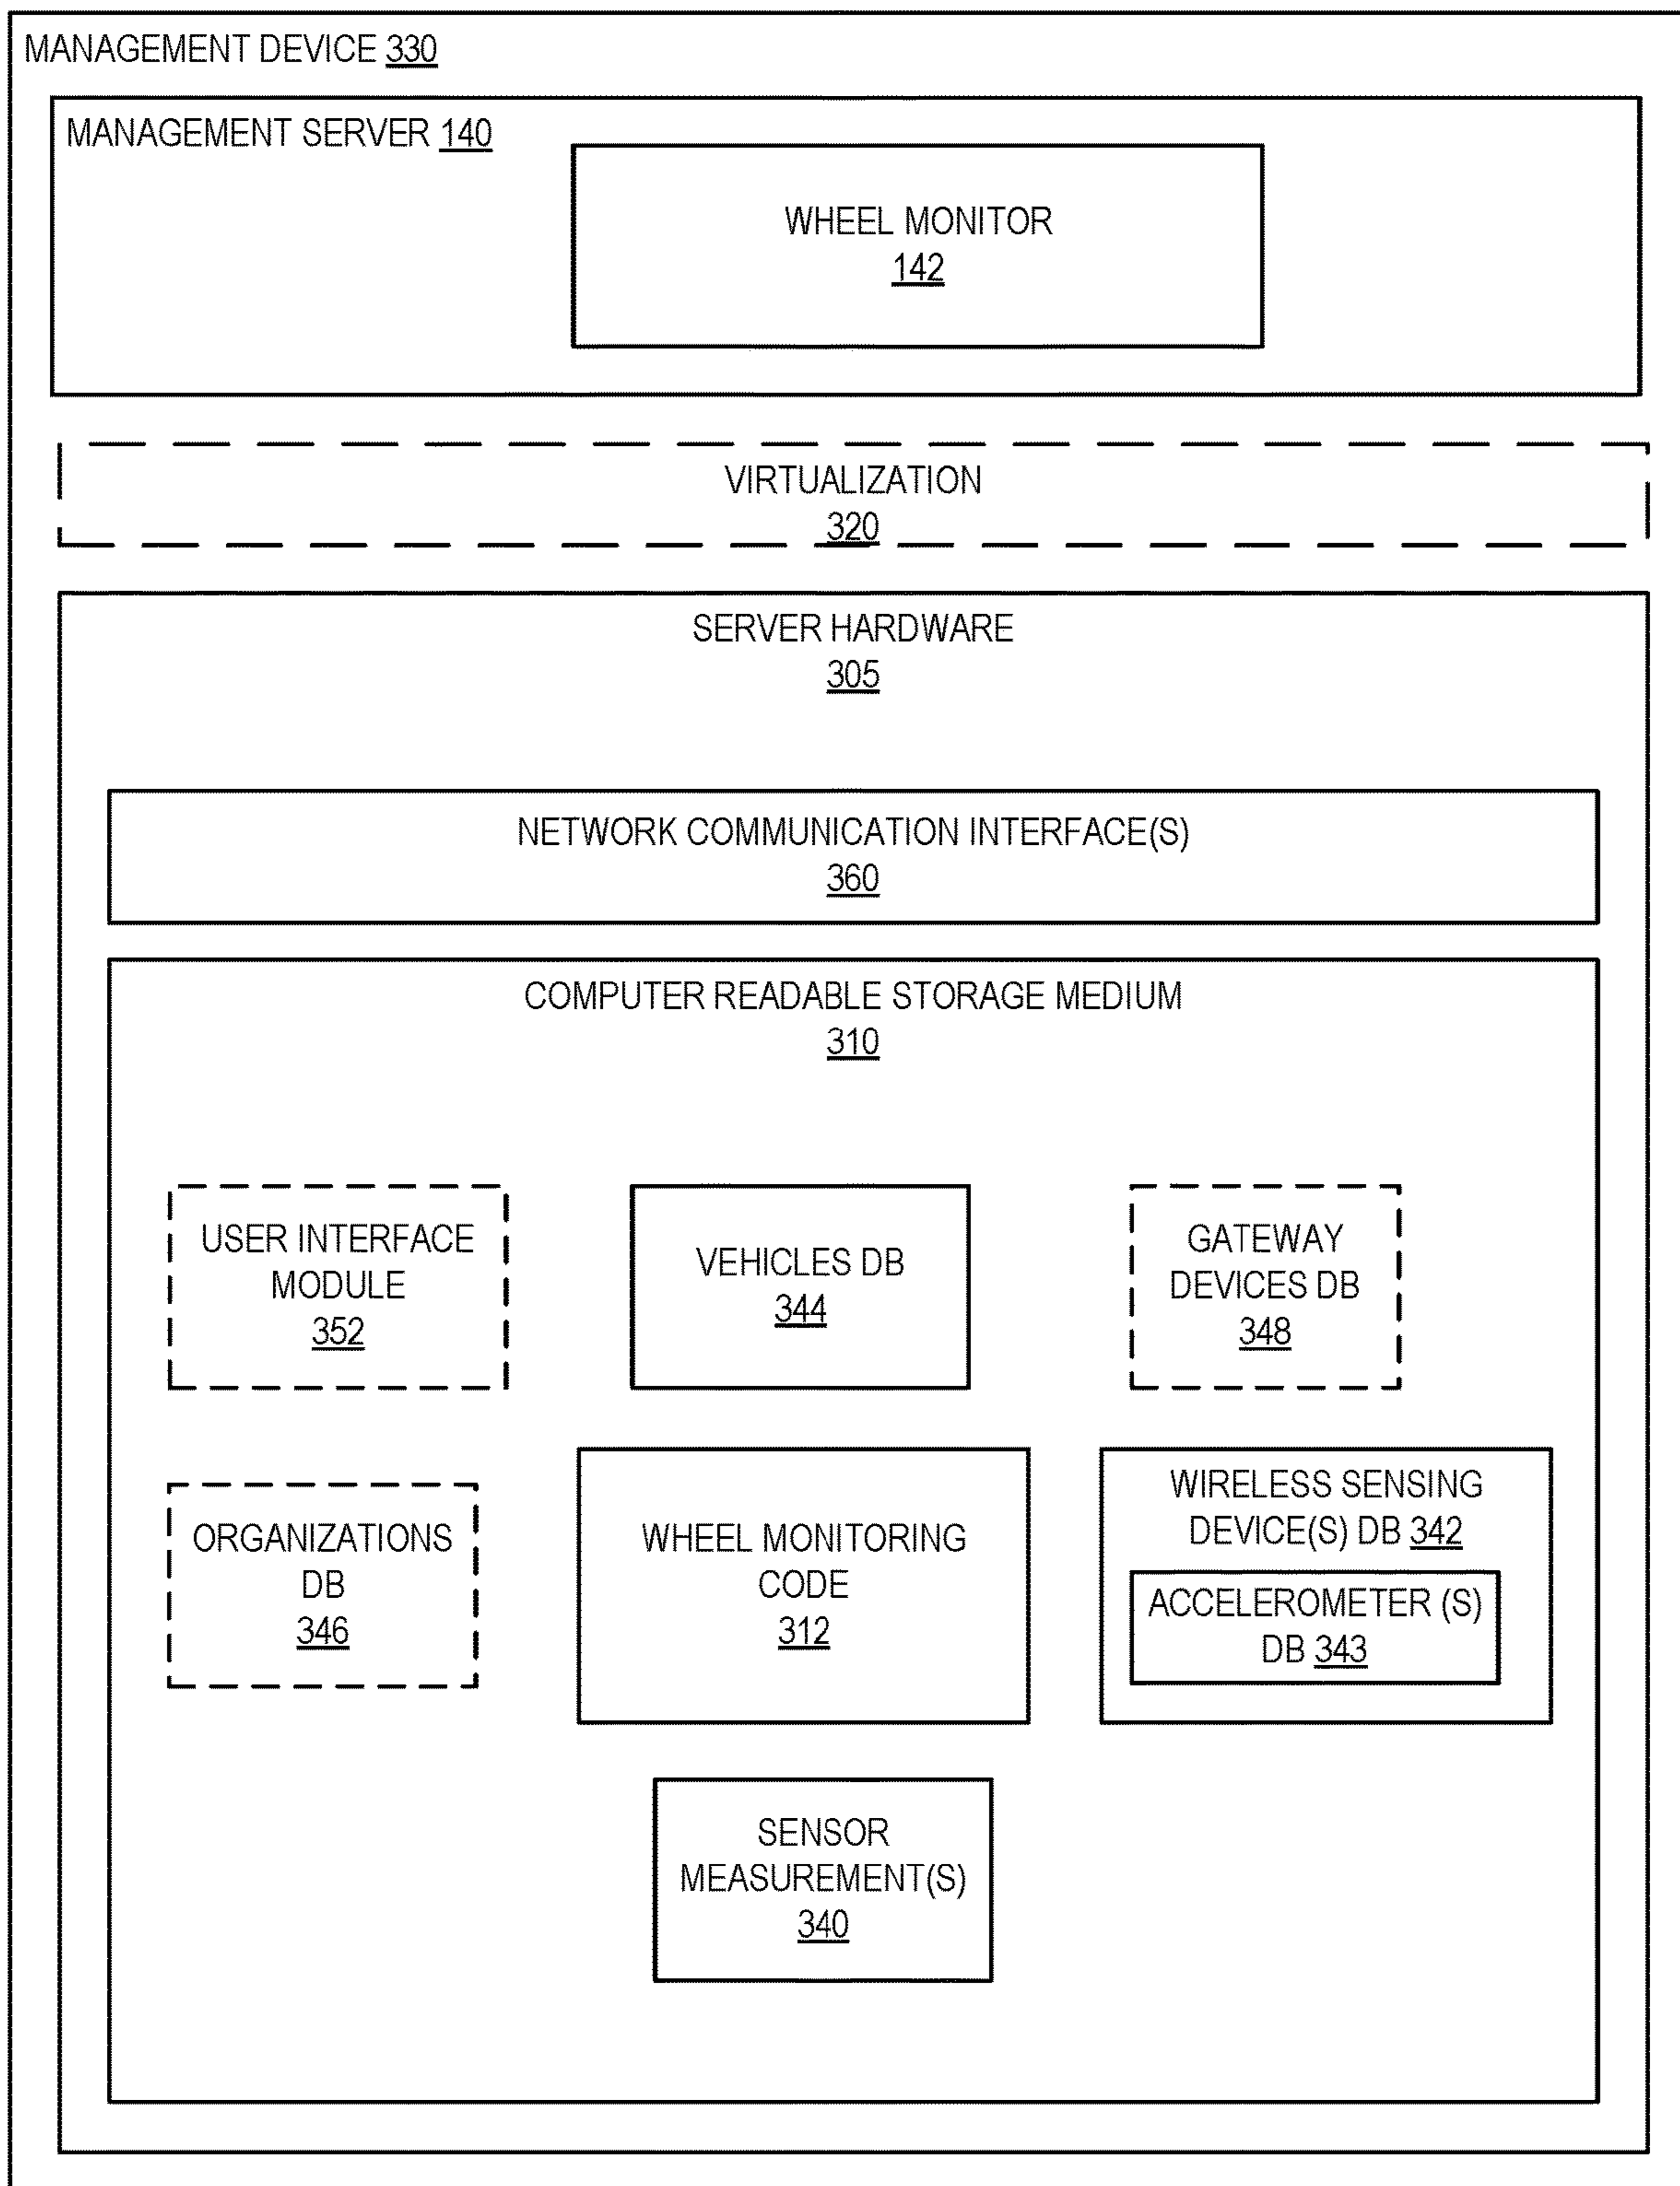 MANAGEMENT DEVICE 330
MANAGEMENT SERVER 140
WHEEL MONITOR
142
VIRTUALIZATION
320
SERVER HARDWARE
305
NETWORK COMMUNICATION INTERFACE(S)
360
COMPUTER READABLE STORAGE MEDIUM
310
USER INTERFACE
MODULE
352
VEHICLES DB
344
GATEWAY
DEVICES DB
348
ORGANIZATIONS
DB
346
WHEEL MONITORING
CODE
312
WIRELESS SENSING
DEVICE(S) DB 342
ACCELEROMETER (S)
DB 343
SENSOR
MEASUREMENT(S)
340